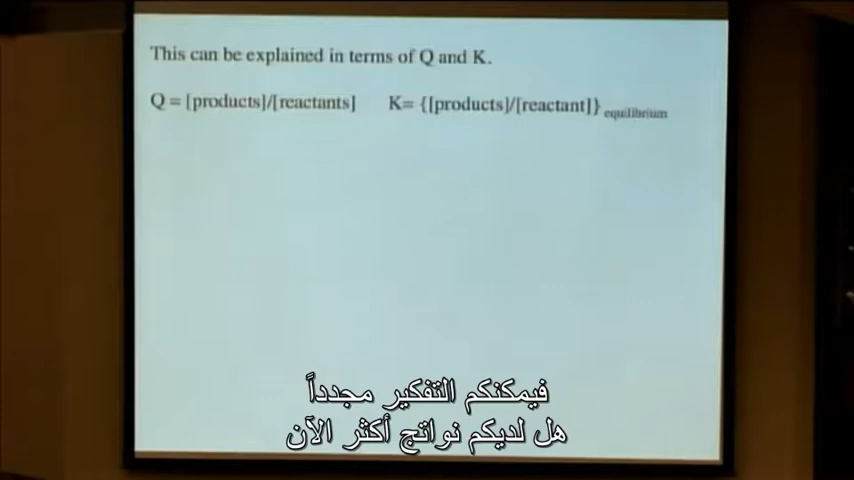 This can be explained in terms of Q and K.
Q = [products]/[reactants] K= {[products]/[reactant]} equilibrium
فيمكنكم التفكير مجدداً
هل لديكم نواتج أكثر الآن